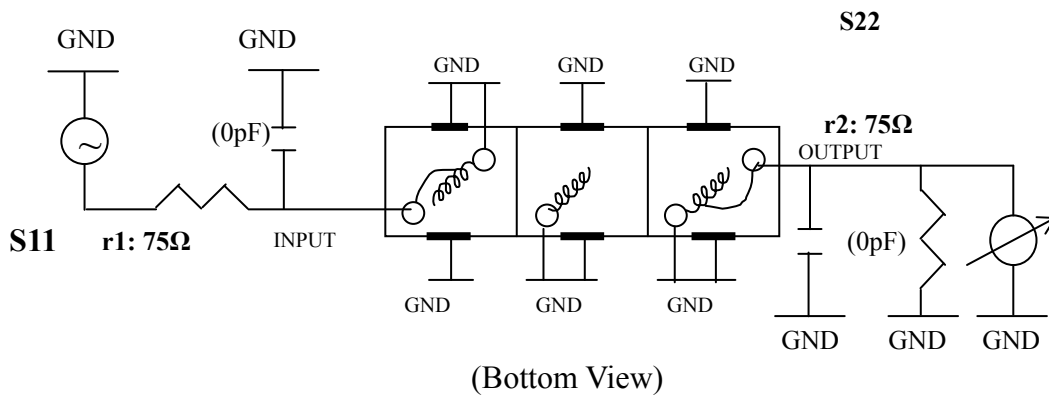 S22
GND
GND
GND
GND
GND
(0pF)
r2: 75Ω
OUTPUT
S11
r1: 75Ω
INPUT
(0pF)
GND
GND
GND
GND
GND
GND
(Bottom View)